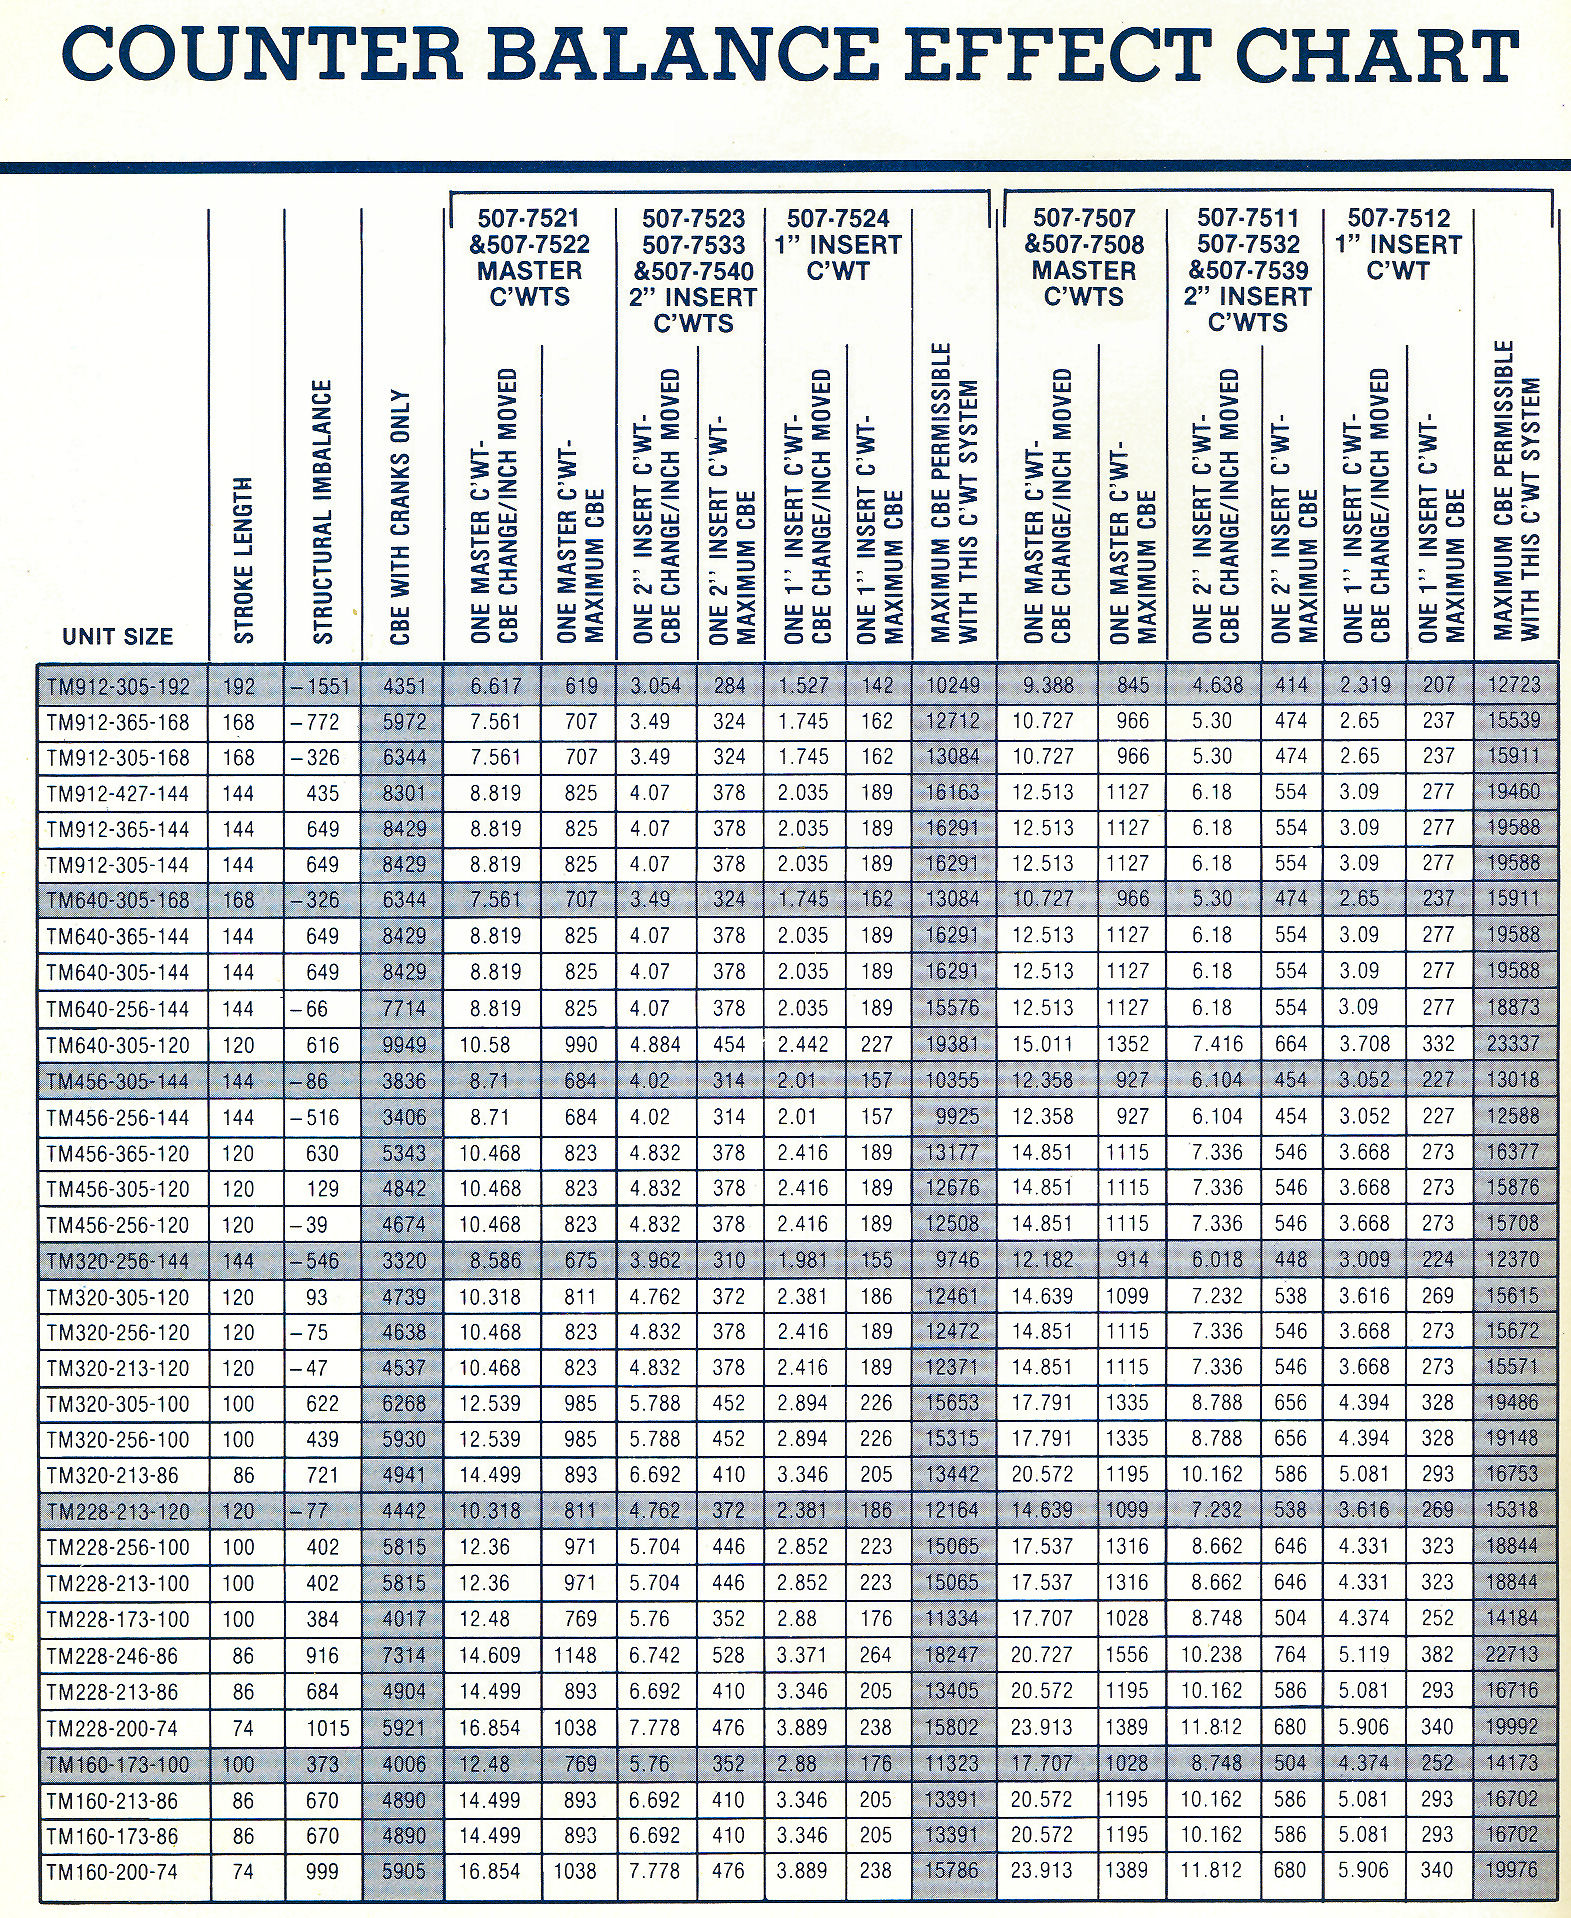 COUNTER BALANCE EFFECT CHART
507-7521
&507-7522
MASTER
C'WTS
507-7523
507-7533
&507-7540
2" INSERT
C'WTS
507-7524
1" INSERT
C'WT
507-7507
&507-7508
MASTER
C'WTS
507-7511
507-7532
&507-7539
2" INSERT
C'WTS
507-7512
1" INSERT
C'WT
UNIT SIZE
STROKE LENGTH
STRUCTURAL IMBALANCE
CBE WITH CRANKS ONLY
ONE MASTER C'WT-
CBE CHANGE/INCH MOVED
ONE MASTER C'WT-
MAXIMUM CBE
ONE 2" INSERT C'WT-
CBE CHANGE/INCH MOVED
ONE 2" INSERT C'WT-
MAXIMUM CBE
ONE 1" INSERT C'WT-
CBE CHANGE/INCH MOVED
ONE 1" INSERT C'WT-
MAXIMUM CBE
MAXIMUM CBE PERMISSIBLE
WITH THIS C'WT SYSTEM
ONE MASTER C'WT-
CBE CHANGE/INCH MOVED
ONE MASTER C'WT-
MAXIMUM CBE
ONE 2" INSERT C'WT-
CBE CHANGE/INCH MOVED
ONE 2" INSERT C'WT-
MAXIMUM CBE
ONE 1" INSERT C'WT-
CBE CHANGE/INCH MOVED
ONE 1" INSERT C'WT-
MAXIMUM CBE
MAXIMUM CBE PERMISSIBLE
WITH THIS C'WT SYSTEM
TM912-305-192 192 -1551 4351 6.617 619 3.054 284 1.527 142 10249 9.388 845 4.638 414 2.319 207 12723
TM912-365-168 168 -772 5972 7.561 707 3.49 324 1.745 162 12712 10.727 966 5.30 474 2.65 237 15539
TM912-305-168 168 -326 6344 7.561 707 3.49 324 1.745 162 13084 10.727 966 5.30 474 2.65 237 15911
TM912-427-144 144 435 8301 8.819 825 4.07 378 2.035 189 16163 12.513 1127 6.18 554 3.09 277 19460
TM912-365-144 144 649 8429 8.819 825 4.07 378 2.035 189 16291 12.513 1127 6.18 554 3.09 277 19588
TM912-305-144 144 649 8429 8.819 825 4.07 378 2.035 189 16291 12.513 1127 6.18 554 3.09 277 19588
TM640-305-168 168 -326 6344 7.561 707 3.49 324 1.745 162 13084 10.727 966 5.30 474 2.65 237 15911
TM640-365-144 144 649 8429 8.819 825 4.07 378 2.035 189 16291 12.513 1127 6.18 554 3.09 277 19588
TM640-305-144 144 649 8429 8.819 825 4.07 378 2.035 189 16291 12.513 1127 6.18 554 3.09 277 19588
TM640-256-144 144 -66 7714 8.819 825 4.07 378 2.035 189 15576 12.513 1127 6.18 554 3.09 277 18873
TM640-305-120 120 616 9949 10.58 990 4.884 454 2.442 227 19381 15.011 1352 7.416 664 3.708 332 23337
TM456-305-144 144 -86 3836 8.71 684 4.02 314 2.01 157 10355 12.358 927 6.104 454 3.052 227 13018
TM456-256-144 144 -516 3406 8.71 684 4.02 314 2.01 157 9925 12.358 927 6.104 454 3.052 227 12588
TM456-365-120 120 630 5343 10.468 823 4.832 378 2.416 189 13177 14.851 1115 7.336 546 3.668 273 16377
TM456-305-120 120 129 4842 10.468 823 4.832 378 2.416 189 12676 14.851 1115 7.336 546 3.668 273 15876
TM456-256-120 120 -39 4674 10.468 823 4.832 378 2.416 189 12508 14.851 1115 7.336 546 3.668 273 15708
TM320-256-144 144 -546 3320 8.586 675 3.962 310 1.981 155 9746 12.182 914 6.018 448 3.009 224 12370
TM320-305-120 120 93 4739 10.318 811 4.762 372 2.381 186 12461 14.639 1099 7.232 538 3.616 269 15615
TM320-256-120 120 -75 4638 10.468 823 4.832 378 2.416 189 12472 14.851 1115 7.336 546 3.668 273 15672
TM320-213-120 120 -47 4537 10.468 823 4.832 378 2.416 189 12371 14.851 1115 7.336 546 3.668 273 15571
TM320-305-100 100 622 6268 12.539 985 5.788 452 2.894 226 15653 17.791 1335 8.788 656 4.394 328 19486
TM320-256-100 100 439 5930 12.539 985 5.788 452 2.894 226 15315 17.791 1335 8.788 656 4.394 328 19148
TM320-213-86 86 721 4941 14.499 893 6.692 410 3.346 205 13442 20.572 1195 10.162 586 5.081 293 16753
TM228-213-120 120 -77 4442 10.318 811 4.762 372 2.381 186 12164 14.639 1099 7.232 538 3.616 269 15318
TM228-256-100 100 402 5815 12.36 971 5.704 446 2.852 223 15065 17.537 1316 8.662 646 4.331 323 18844
TM228-213-100 100 402 5815 12.36 971 5.704 446 2.852 223 15065 17.537 1316 8.662 646 4.331 323 18844
TM228-173-100 100 384 4017 12.48 769 5.76 352 2.88 176 11334 17.707 1028 8.748 504 4.374 252 14184
TM228-246-86 86 916 7314 14.609 1148 6.742 528 3.371 264 18247 20.727 1556 10.238 764 5.119 382 22713
TM228-213-86 86 684 4904 14.499 893 6.692 410 3.346 205 13405 20.572 1195 10.162 586 5.081 293 16716
TM228-200-74 74 1015 5921 16.854 1038 7.778 476 3.889 238 15802 23.913 1389 11.812 680 5.906 340 19992
TM160-173-100 100 373 4006 12.48 769 5.76 352 2.88 176 11323 17.707 1028 8.748 504 4.374 252 14173
TM160-213-86 86 670 4890 14.499 893 6.692 410 3.346 205 13391 20.572 1195 10.162 586 5.081 293 16702
TM160-173-86 86 670 4890 14.499 893 6.692 410 3.346 205 13391 20.572 1195 10.162 586 5.081 293 16702
TM160-200-74 74 999 5905 16.854 1038 7.778 476 3.889 238 15786 23.913 1389 11.812 680 5.906 340 19976